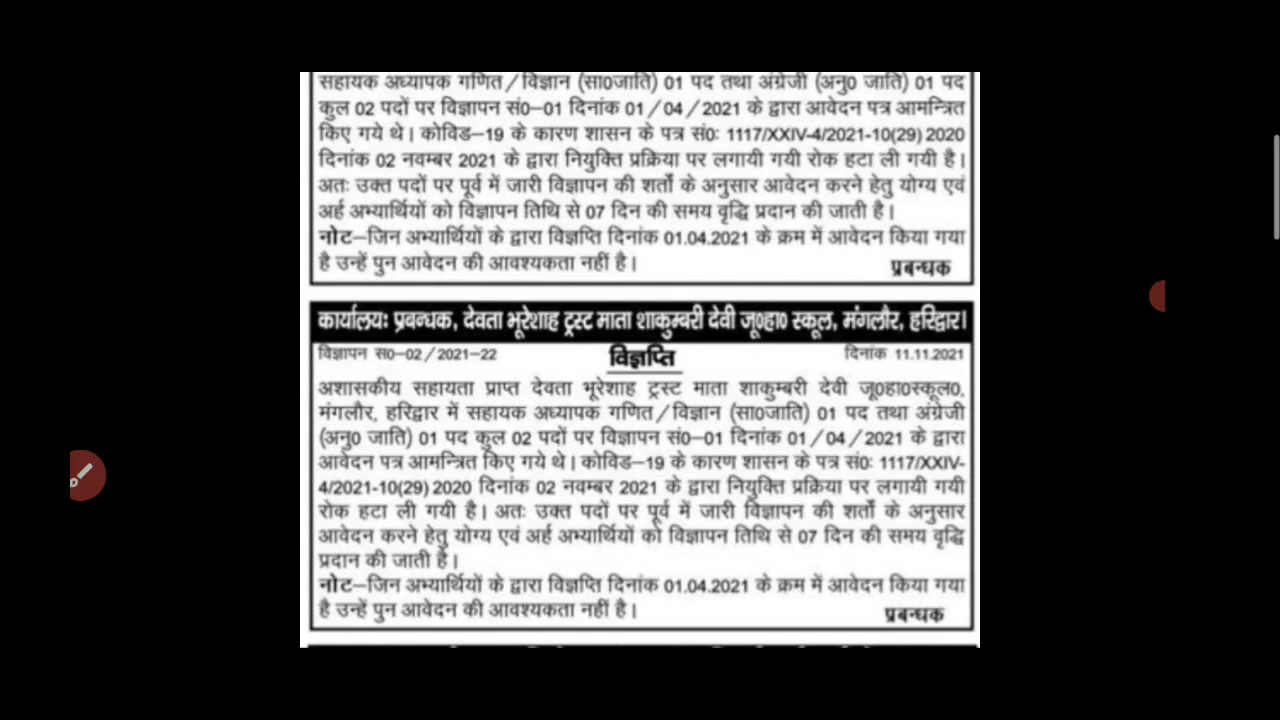 सहायक अध्यापक गणित/विज्ञान (सा0जाति) 01 पद तथा अंग्रेजी (अनु0 जाति) 01 पद
कुल 02 पदों पर विज्ञापन सं0–01 दिनांक 01/04/2021 के द्वारा आवेदन पत्र आमन्त्रित
किए गये थे। कोविड–19 के कारण शासन के पत्र सं0: 1117/XXIV-4/2021-10(29) 2020
दिनांक 02 नवम्बर 2021 के द्वारा नियुक्ति प्रक्रिया पर लगायी गयी रोक हटा ली गयी है।
अतः उक्त पदों पर पूर्व में जारी विज्ञापन की शर्तों के अनुसार आवेदन करने हेतु योग्य एवं
अर्ह अभ्यार्थियों को विज्ञापन तिथि से 07 दिन की समय वृद्धि प्रदान की जाती है।
नोट–जिन अभ्यार्थियों के द्वारा विज्ञप्ति दिनांक 01.04.2021 के क्रम में आवेदन किया गया
है उन्हें पुन आवेदन की आवश्यकता नहीं है। प्रबन्धक
कार्यालयः प्रबन्धक, देवता भूरेशाह ट्रस्ट माता शाकुम्बरी देवी जू0हा0 स्कूल, मंगलौर, हरिद्वार।
विज्ञापन स0–02/2021–22 विज्ञप्ति दिनांक 11.11.2021
अशासकीय सहायता प्राप्त देवता भूरेशाह ट्रस्ट माता शाकुम्बरी देवी जू0हा0स्कूल0,
मंगलौर, हरिद्वार में सहायक अध्यापक गणित/विज्ञान (सा0जाति) 01 पद तथा अंग्रेजी
(अनु0 जाति) 01 पद कुल 02 पदों पर विज्ञापन सं0–01 दिनांक 01/04/2021 के द्वारा
आवेदन पत्र आमन्त्रित किए गये थे। कोविड–19 के कारण शासन के पत्र सं0: 1117/XXIV-
4/2021-10(29) 2020 दिनांक 02 नवम्बर 2021 के द्वारा नियुक्ति प्रक्रिया पर लगायी गयी
रोक हटा ली गयी है। अतः उक्त पदों पर पूर्व में जारी विज्ञापन की शर्तों के अनुसार
आवेदन करने हेतु योग्य एवं अर्ह अभ्यार्थियों को विज्ञापन तिथि से 07 दिन की समय वृद्धि
प्रदान की जाती है।
नोट–जिन अभ्यार्थियों के द्वारा विज्ञप्ति दिनांक 01.04.2021 के क्रम में आवेदन किया गया
है उन्हें पुन आवेदन की आवश्यकता नहीं है। प्रबन्धक